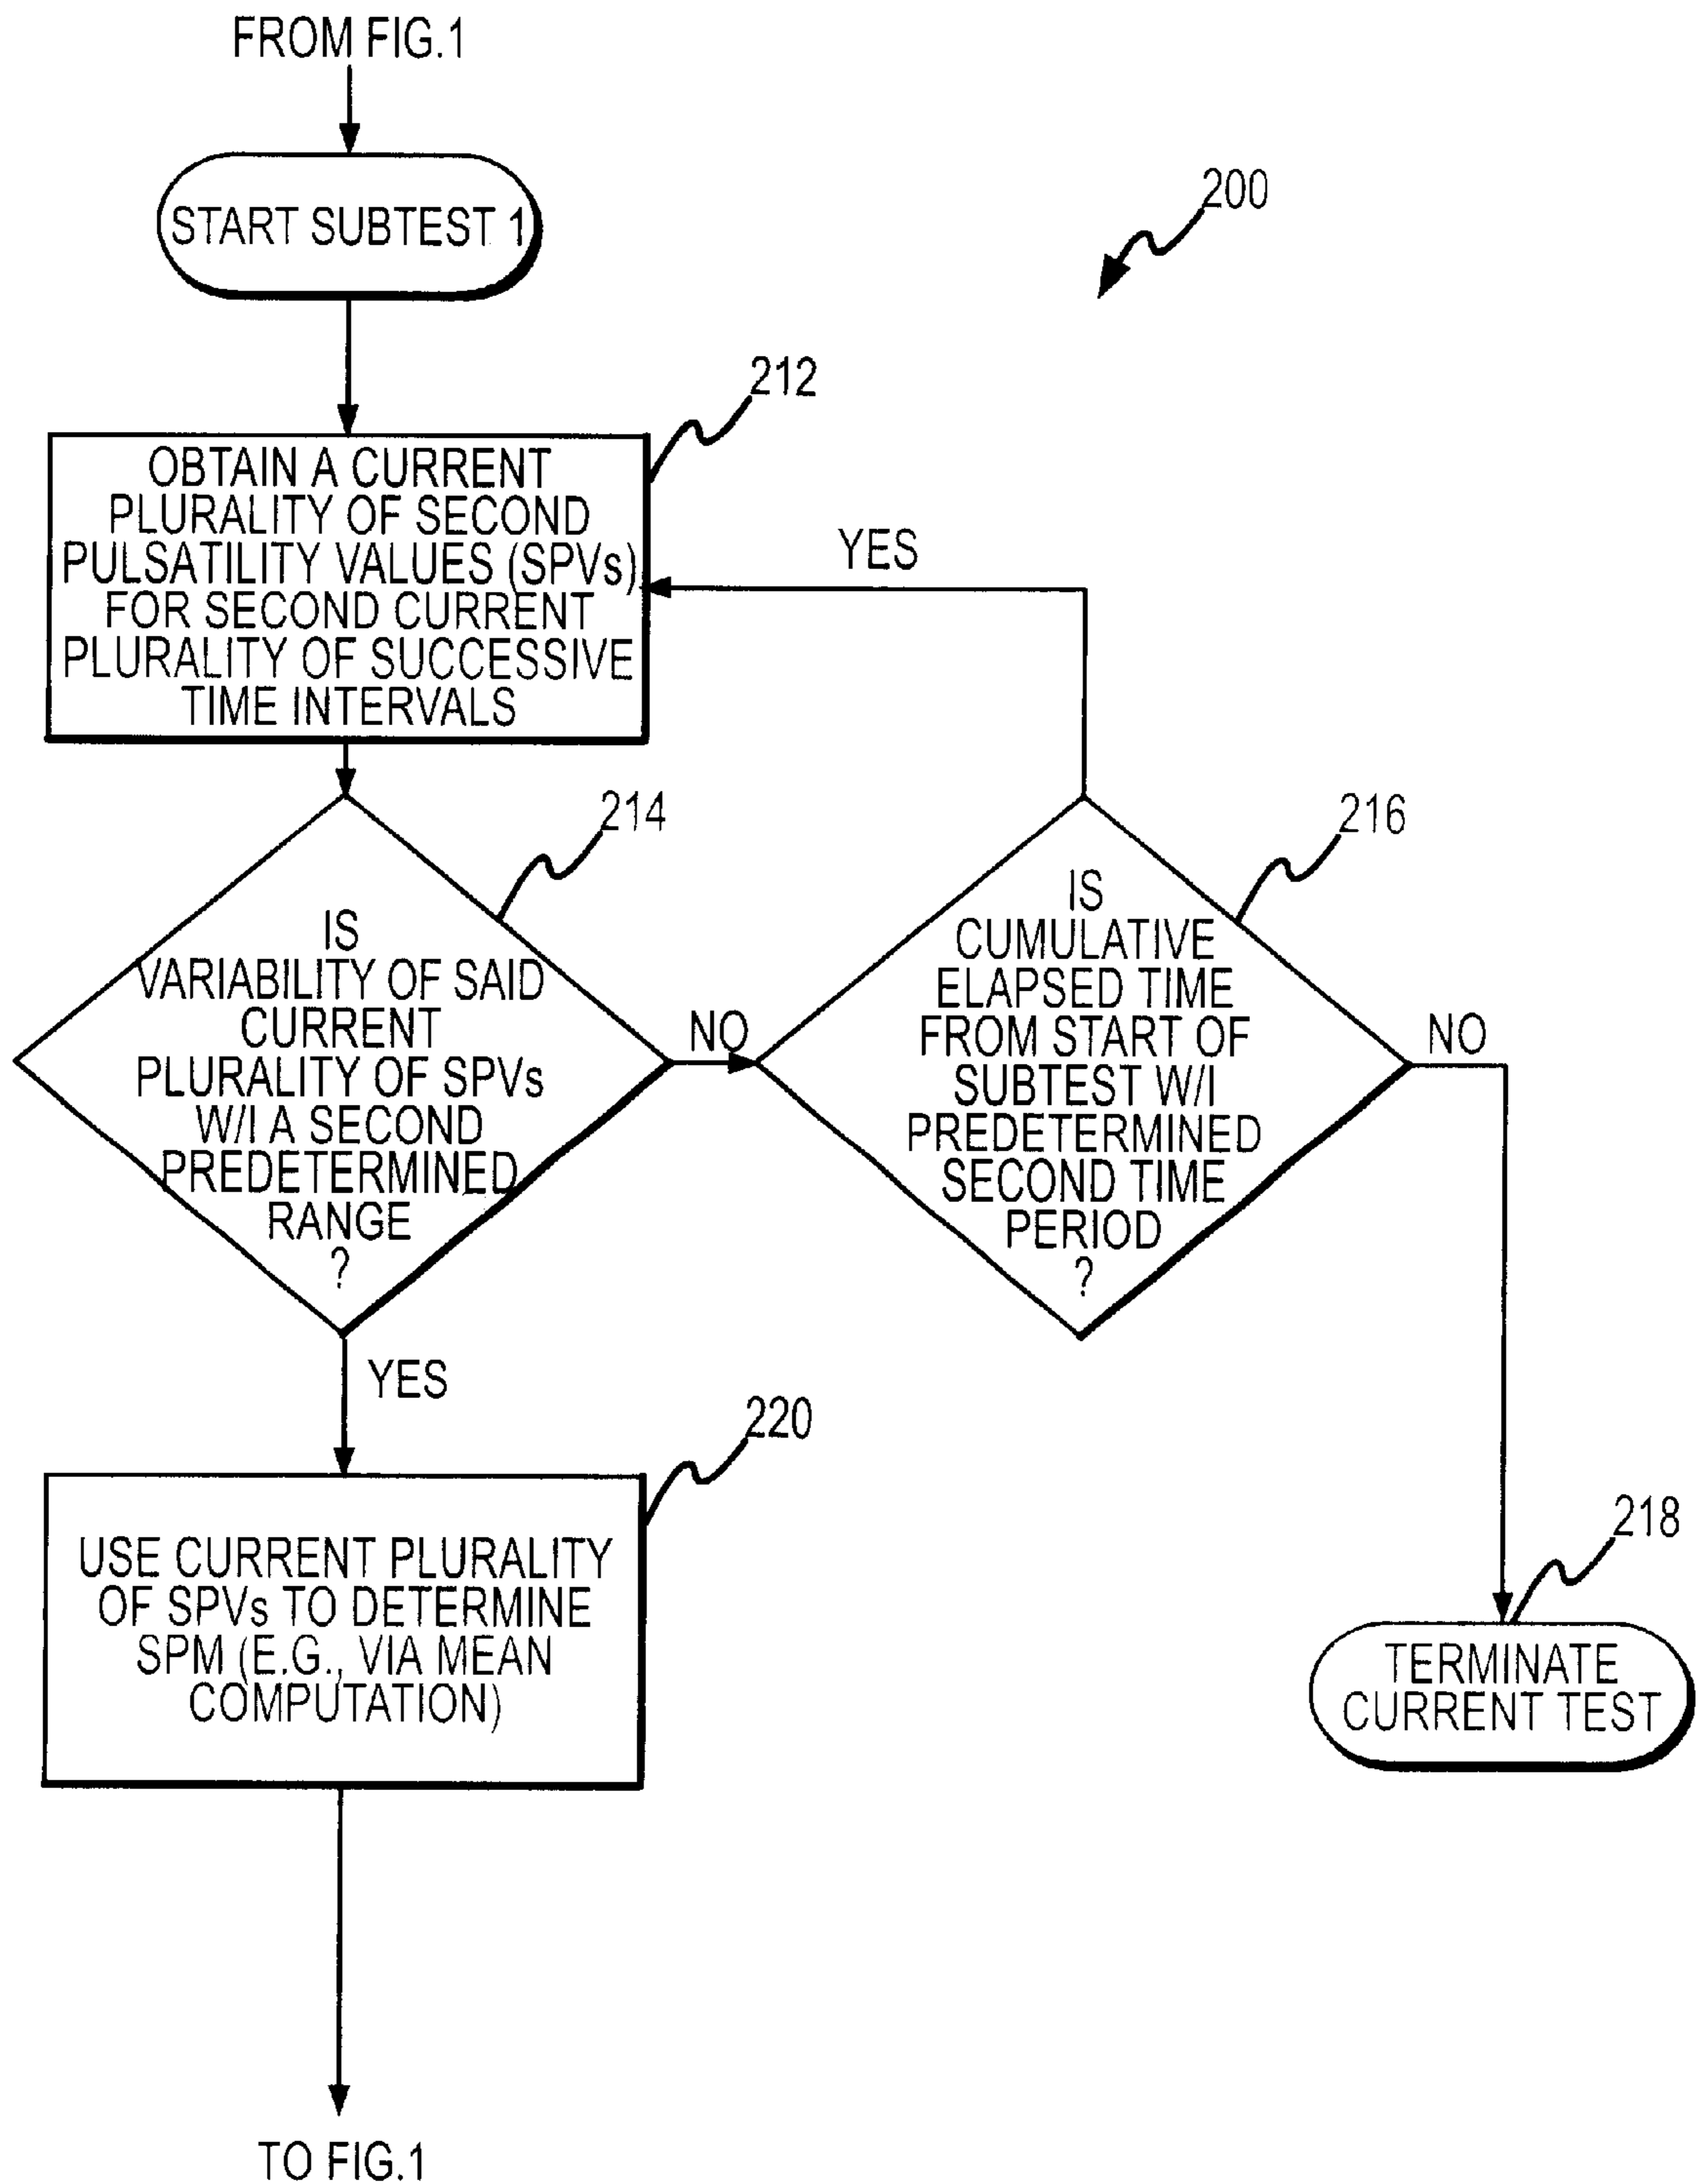 FROM FIG.1
START SUBTEST 1
200
212
OBTAIN A CURRENT
PLURALITY OF SECOND
PULSATILITY VALUES (SPVs)
FOR SECOND CURRENT
PLURALITY OF SUCCESSIVE
TIME INTERVALS
YES
214
IS
VARIABILITY OF SAID
CURRENT
PLURALITY OF SPVs
W/I A SECOND
PREDETERMINED
RANGE
?
NO
216
IS
CUMULATIVE
ELAPSED TIME
FROM START OF
SUBTEST W/I
PREDETERMINED
SECOND TIME
PERIOD
?
NO
YES
220
USE CURRENT PLURALITY
OF SPVs TO DETERMINE
SPM (E.G., VIA MEAN
COMPUTATION)
218
TERMINATE
CURRENT TEST
TO FIG.1